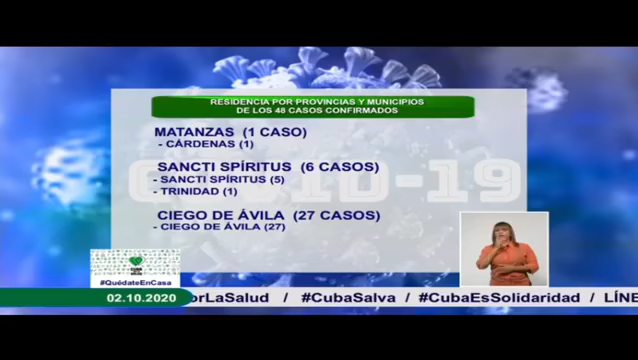 RESIDENCIA POR PROVINCIAS Y MUNICIPIOS
DE LOS 48 CASOS CONFIRMADOS
MATANZAS (1 CASO)
- CÁRDENAS (1)
SANCTI SPÍRITUS (6 CASOS)
- SANCTI SPÍRITUS (5)
- TRINIDAD (1)
CIEGO DE ÁVILA (27 CASOS)
- CIEGO DE ÁVILA (27)
-19
#QuédateEnCasa
02.10.2020
orLaSalud / #CubaSalva / #CubaEsSolidaridad / LÍNE